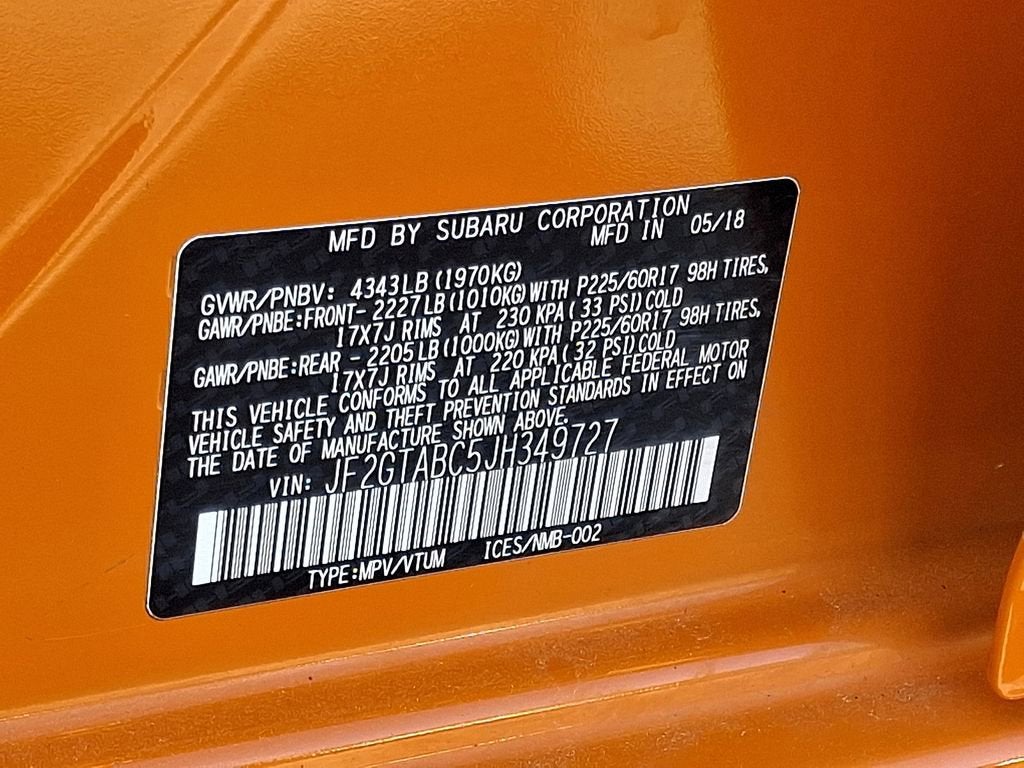 MFD BY SUBARU CORPORATION
MFD IN 05/18
GVWR/PNBV: 4343LB(1970KG)
GAWR/PNBE:FRONT-2227LB(1010KG)WITH P225/60R17 98H TIRES,
17X7J RIMS AT 230 KPA(33 PSI)COLD
GAWR/PNBE:REAR -2205LB(1000KG)WITH P225/60R17 98H TIRES,
17X7J RIMS AT 220 KPA(32 PSI)COLD
THIS VEHICLE CONFORMS TO ALL APPLICABLE FEDERAL MOTOR
VEHICLE SAFETY AND THEFT PREVENTION STANDARDS IN EFFECT ON
THE DATE OF MANUFACTURE SHOWN ABOVE.
VIN: JF2GTABC5JH349727
TYPE:MPV/VTUM ICES/NMB-002